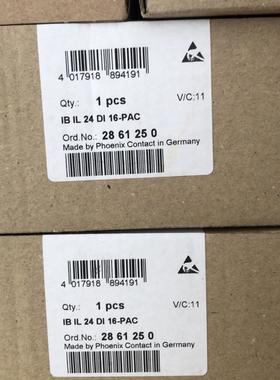 4 017918 894191
Qty.: 1 pcs V/C:11
IB IL 24 DI 16-PAC
Ord.No.: 28 61 25 0
Made by Phoenix Contact in Germany
4 017918 894191
Qty.: 1 pcs V/C:11
IB IL 24 DI 16-PAC
Ord.No.: 28 61 25 0
Made by Phoenix Contact in Germany